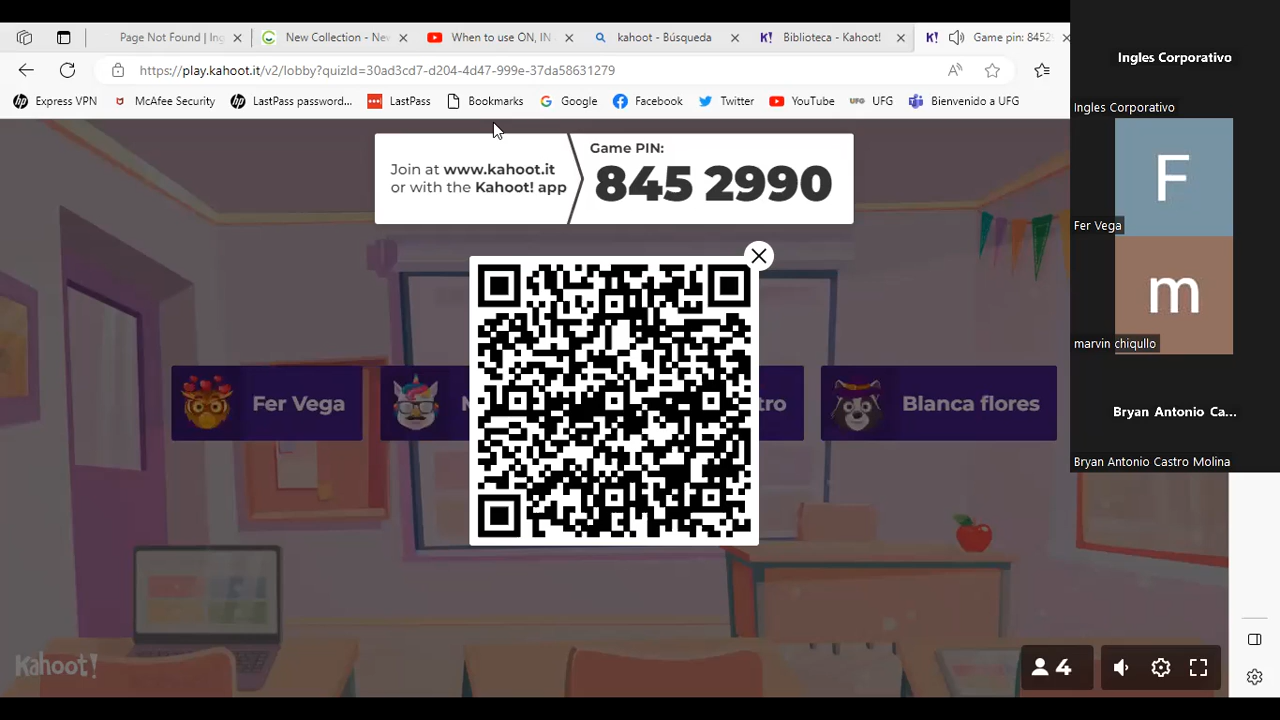 Page Not Found | Ing
New Collection - Ne
When to use ON, IN
kahoot - Búsqueda
Biblioteca - Kahoot!
Game pin: 8452
https://play.kahoot.it/v2/lobby?quizId=30ad3cd7-d204-4d47-999e-37da58631279
Express VPN
McAfee Security
LastPass password...
LastPass
Bookmarks
Google
Facebook
Twitter
YouTube
UFG
Bienvenido a UFG
Join at www.kahoot.it
or with the Kahoot! app
Game PIN:
845 2990
Fer Vega
Blanca flores
Kahoot!
4
Ingles Corporativo
Ingles Corporativo
F
Fer Vega
m
marvin chiqullo
Bryan Antonio Ca...
Bryan Antonio Castro Molina